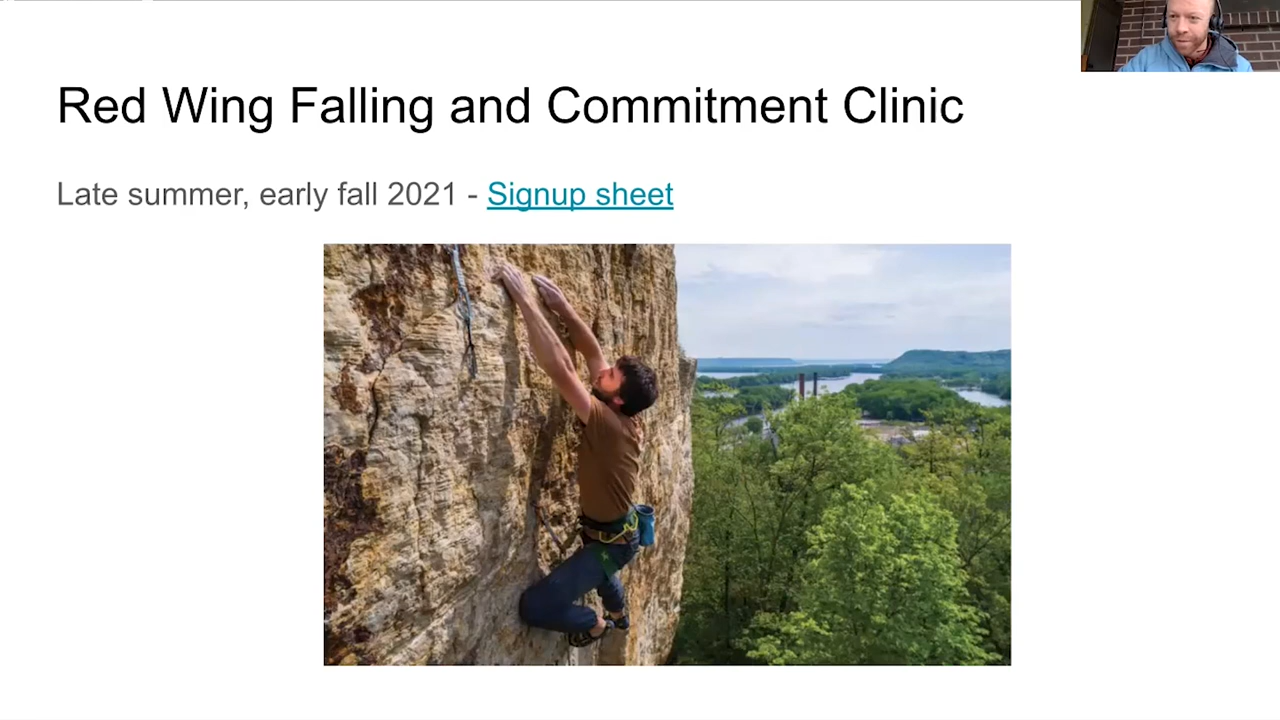 Red Wing Falling and Commitment Clinic
Late summer, early fall 2021 - Signup sheet